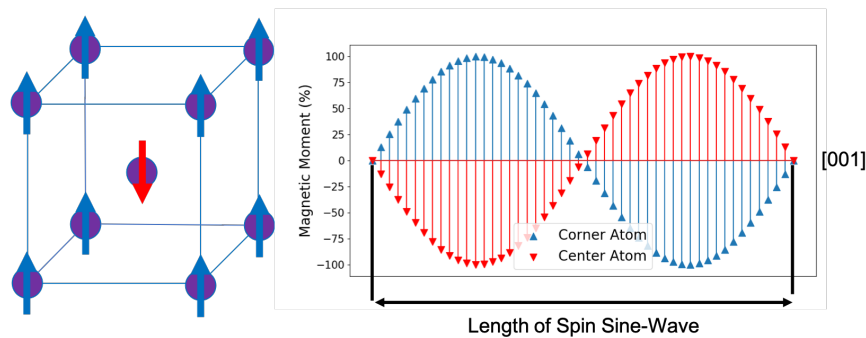 100
75
50
25
0
−25
−50
−75
−100
Magnetic Moment (%)
Corner Atom
Center Atom
[001]
Length of Spin Sine-Wave